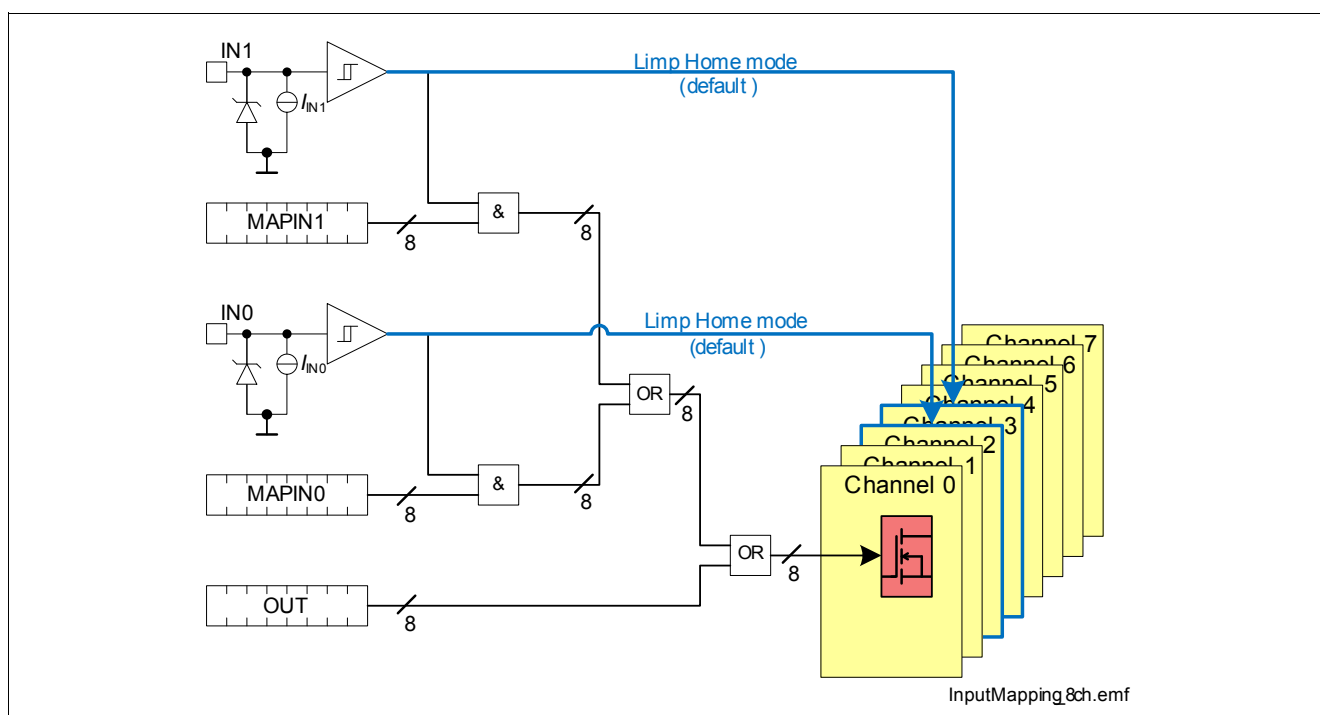 IN1
Limp Home mode
(default )
IIN1
MAPIN1
8
&
8
IN0
Limp Home mode
(default )
IIN0
Channel 7
Channel 6
Channel 5
Channel 4
Channel 3
Channel 2
Channel 1
Channel 0
OR
8
MAPIN0
8
&
8
OR
8
OUT
8
InputMapping_8ch.emf